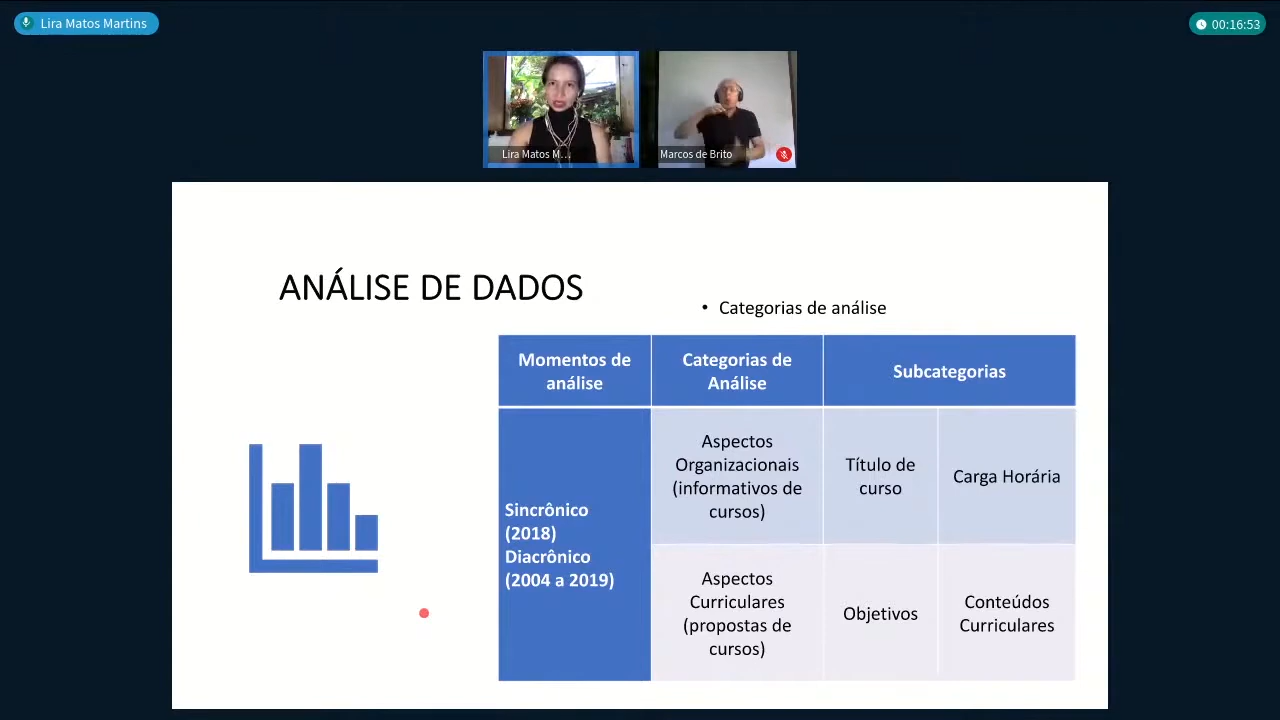 Lira Matos Martins
00:16:53
Lira Matos M...
Marcos de Brito
ANÁLISE DE DADOS
• Categorias de análise
Momentos de
análise
Categorias de
Análise
Subcategorias
Sincrônico
(2018)
Diacrônico
(2004 a 2019)
Aspectos
Organizacionais
(informativos de
cursos)
Título de
curso
Carga Horária
Aspectos
Curriculares
(propostas de
cursos)
Objetivos
Conteúdos
Curriculares